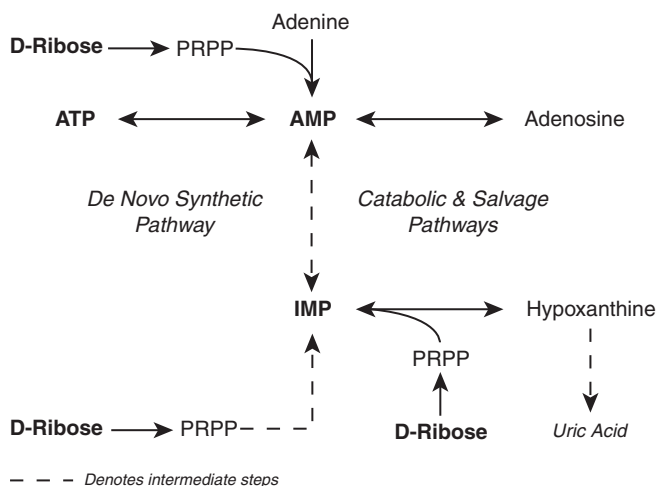 Adenine
D-Ribose
PRPP
ATP
AMP
Adenosine
De Novo Synthetic
Pathway
Catabolic & Salvage
Pathways
IMP
Hypoxanthine
PRPP
D-Ribose
PRPP
D-Ribose
Uric Acid
Denotes intermediate steps